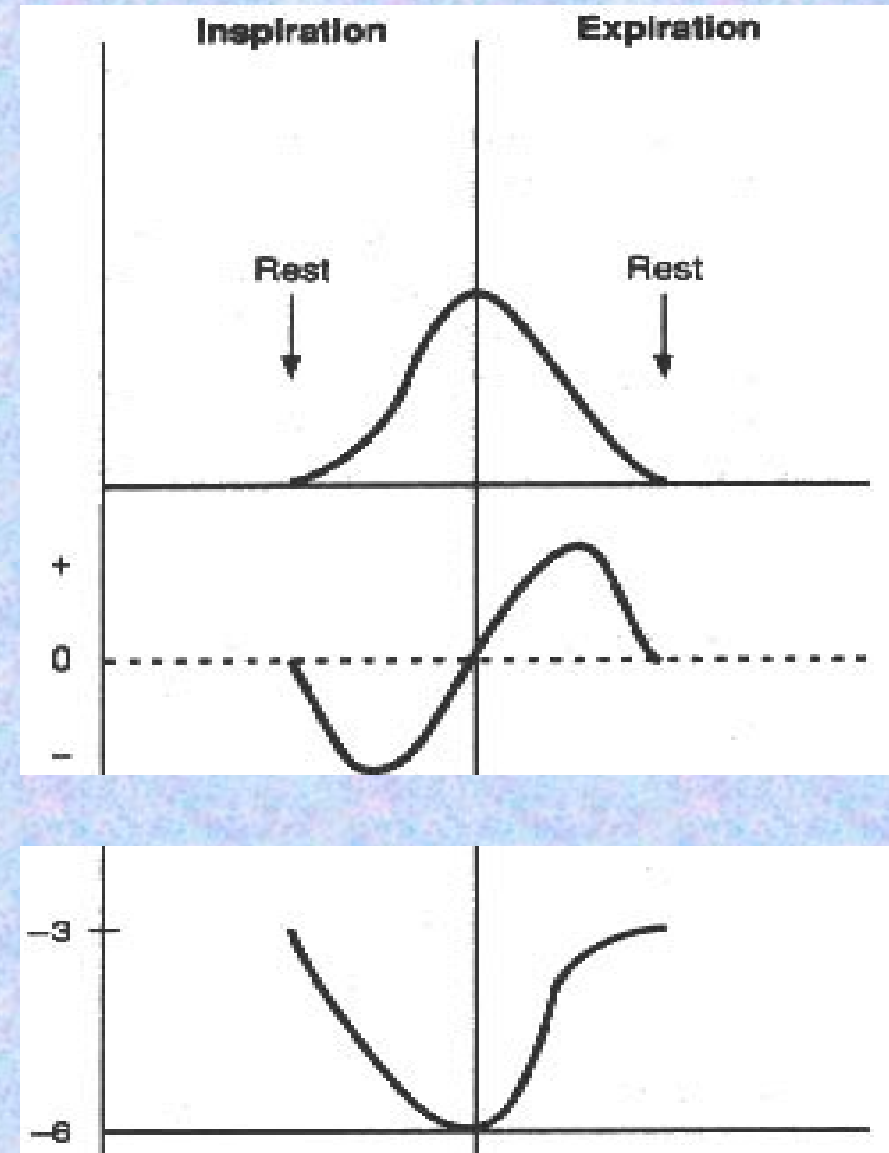 Inspiration Expiration
Rest Rest
+
0
–
–3
–6